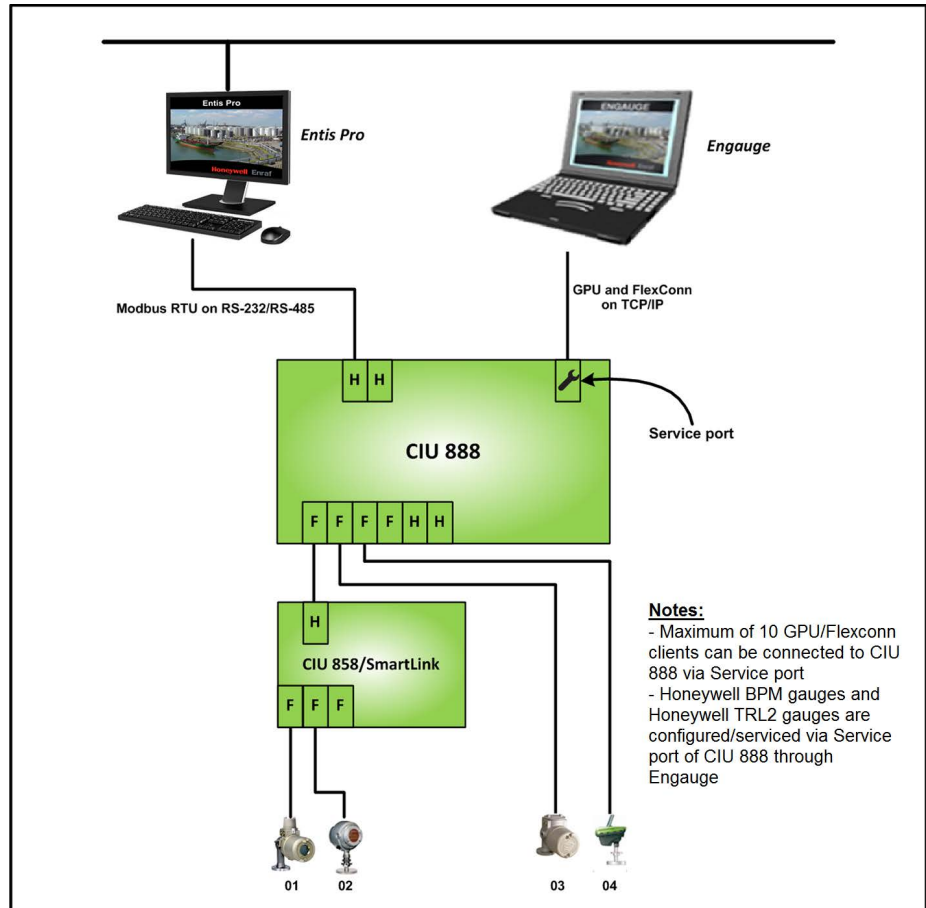 Entis Pro
Honeywell Enraf
Entis Pro
ENGAUGE
Honeywell Enraf
Engauge
Modbus RTU on RS-232/RS-485
GPU and FlexConn
on TCP/IP
H H
Service port
CIU 888
F F F F H H
H
CIU 858/SmartLink
F F F
Notes:
- Maximum of 10 GPU/Flexconn
clients can be connected to CIU
888 via Service port
- Honeywell BPM gauges and
Honeywell TRL2 gauges are
configured/serviced via Service
port of CIU 888 through
Engauge
01 02 03 04